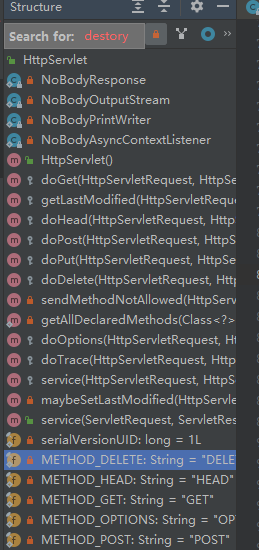 Structure
Search for: destory
HttpServlet
NoBodyResponse
NoBodyOutputStream
NoBodyPrintWriter
NoBodyAsyncContextListener
HttpServlet()
doGet(HttpServletRequest, HttpSe
getLastModified(HttpServletReque
doHead(HttpServletRequest, Http
doPost(HttpServletRequest, HttpS
doPut(HttpServletRequest, HttpSe
doDelete(HttpServletRequest, Http
sendMethodNotAllowed(HttpServ
getAllDeclaredMethods(Class<?>
doOptions(HttpServletRequest, Ht
doTrace(HttpServletRequest, Http
service(HttpServletRequest, HttpS
maybeSetLastModified(HttpServle
service(ServletRequest, ServletRes
serialVersionUID: long = 1L
METHOD_DELETE: String = "DELE
METHOD_HEAD: String = "HEAD"
METHOD_GET: String = "GET"
METHOD_OPTIONS: String = "OP
METHOD_POST: String = "POST"